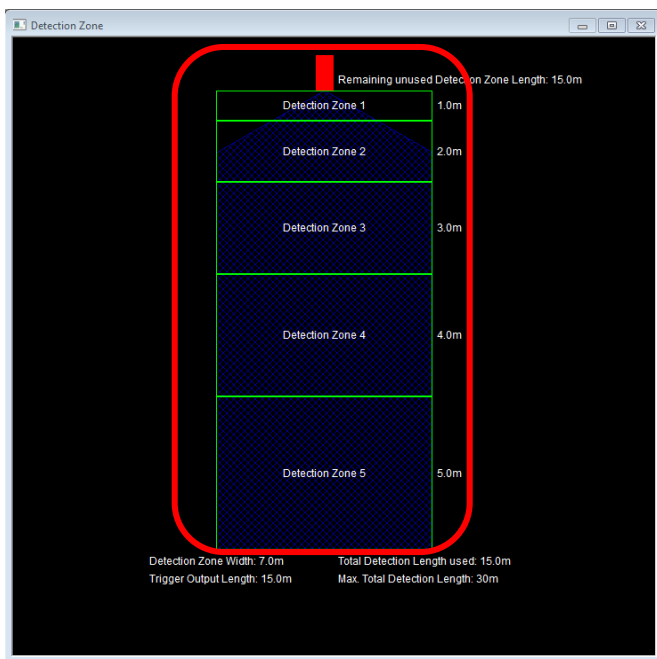 Detection Zone
Remaining unused Detection Zone Length: 15.0m
Detection Zone 1 1.0m
Detection Zone 2 2.0m
Detection Zone 3 3.0m
Detection Zone 4 4.0m
Detection Zone 5 5.0m
Detection Zone Width: 7.0m Total Detection Length used: 15.0m
Trigger Output Length: 15.0m Max. Total Detection Length: 30m